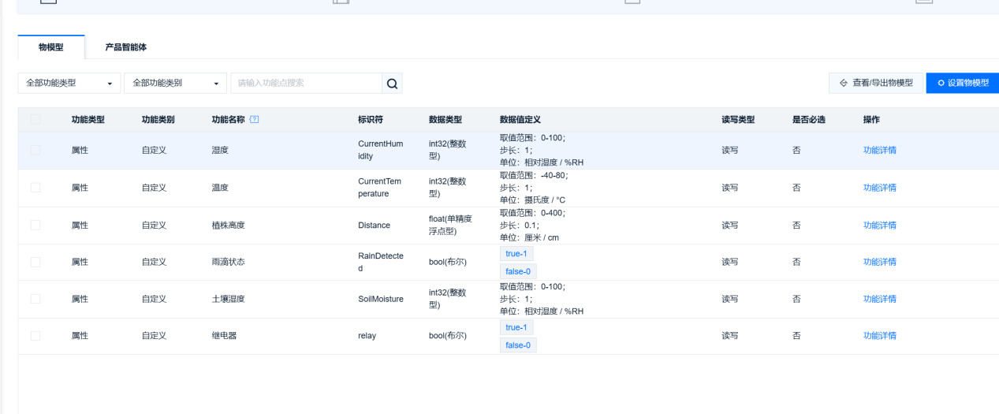 物模型 产品智能体
全部功能类型 全部功能类别 请输入功能点搜索 查看/导出物模型 设置物模型
功能类型 功能类别 功能名称 标识符 数据类型 数据值定义 读写类型 是否必选 操作
属性 自定义 湿度 CurrentHum
idity int32(整数
型) 取值范围：0-100；
步长：1；
单位：相对湿度 / %RH 读写 否 功能详情
属性 自定义 温度 CurrentTem
perature int32(整数
型) 取值范围：-40-80；
步长：1；
单位：摄氏度 / °C 读写 否 功能详情
属性 自定义 植株高度 Distance float(单精度
浮点型) 取值范围：0-400；
步长：0.1；
单位：厘米 / cm 读写 否 功能详情
属性 自定义 雨滴状态 RainDetecte
d bool(布尔) true-1
false-0 读写 否 功能详情
属性 自定义 土壤湿度 SoilMoisture int32(整数
型) 取值范围：0-100；
步长：1；
单位：相对湿度 / %RH 读写 否 功能详情
属性 自定义 继电器 relay bool(布尔) true-1
false-0 读写 否 功能详情